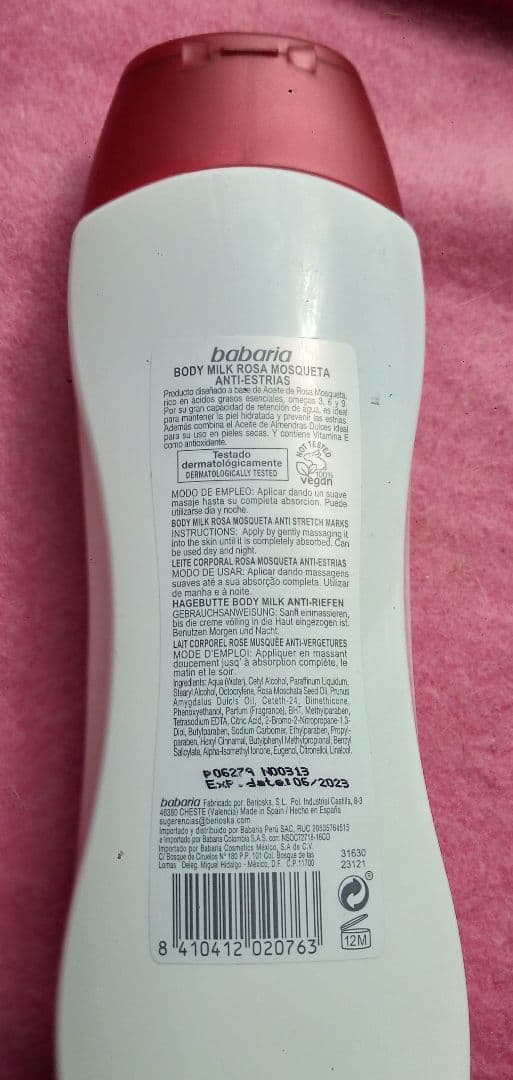 babaria
BODY MILK ROSA MOSQUETA
ANTI-ESTRIAS
Producto diseñado a base de Aceite de Rosa Mosqueta,
rico en ácidos grasos esenciales, omegas 3, 6 y 9.
Por su gran capacidad de retención de agua, es ideal
para mantener la piel hidratada y prevenir las estrías.
Además combina el Aceite de Almendras Dulces ideal
para su uso en pieles secas. Y contiene Vitamina E
como antioxidante.
Testado
dermatológicamente
DERMATOLOGICALLY TESTED
NOT TESTED
100%
vegan
MODO DE EMPLEO: Aplicar dando un suave
masaje hasta su completa absorción. Puede
utilizarse día y noche.
BODY MILK ROSA MOSQUETA ANTI STRETCH MARKS
INSTRUCTIONS: Apply by gently massaging it
into the skin until it is completely absorbed. Can
be used day and night.
LEITE CORPORAL ROSA MOSQUETA ANTI-ESTRIAS
MODO DE USAR: Aplicar dando massagens
suaves até a sua absorção completa. Utilizar
de manha e à noite.
HAGEBUTTE BODY MILK ANTI-RIEFEN
GEBRAUCHSANWEISUNG: Sanft einmassieren,
bis die creme völling in die Haut eingezogen ist.
Benutzen Morgen und Nacht.
LAIT CORPOREL ROSE MUSQUÉE ANTI-VERGETURES
MODE D'EMPLOI: Appliquer en massant
doucement jusq' à absorption complète, le
matin et le soir.
Ingredients: Aqua (Water), Cetyl Alcohol, Paraffinum Liquidum,
Stearyl Alcohol, Octocrylene, Rosa Moschata Seed Oil, Prunus
Amygdalus Dulcis Oil, Ceteth-24, Dimethicone,
Phenoxyethanol, Parfum (Fragrance), BHT, Methylparaben,
Tetrasodium EDTA, Citric Acid, 2-Bromo-2-Nitropropane-1,3-
Diol, Butylparaben, Sodium Carbomer, Ethylparaben, Propyl-
paraben, Hexyl Cinnamal, Butylphenyl Methylpropional, Benzyl
Salicylate, Alpha-Isomethyl Ionone, Eugenol, Citronellol, Linalool.
P06279 N00313
Exp. date:06/2023
babaria Fabricado por: Berioska, S.L. Pol. Industrial Castilla, 8-3
46380 CHESTE (Valencia) Made in Spain / Hecho en España
sugerencias@berioska.com
Importado y distribuido por Babaria Perú SAC, RUC 20535764515
e Importado por Babaria Colombia S.A.S. con: NSOC72718-16CO
Importado por Babaria Cosmetics México, S.A de C.V.
C/ Bosque de Ciruelos Nº 180 P.P. 101 Col. Bosque de las
Lomas Deleg. Miguel Hidalgo - México, D.F. C.P.11700
31630
23121
®
8 410412 020763
12M